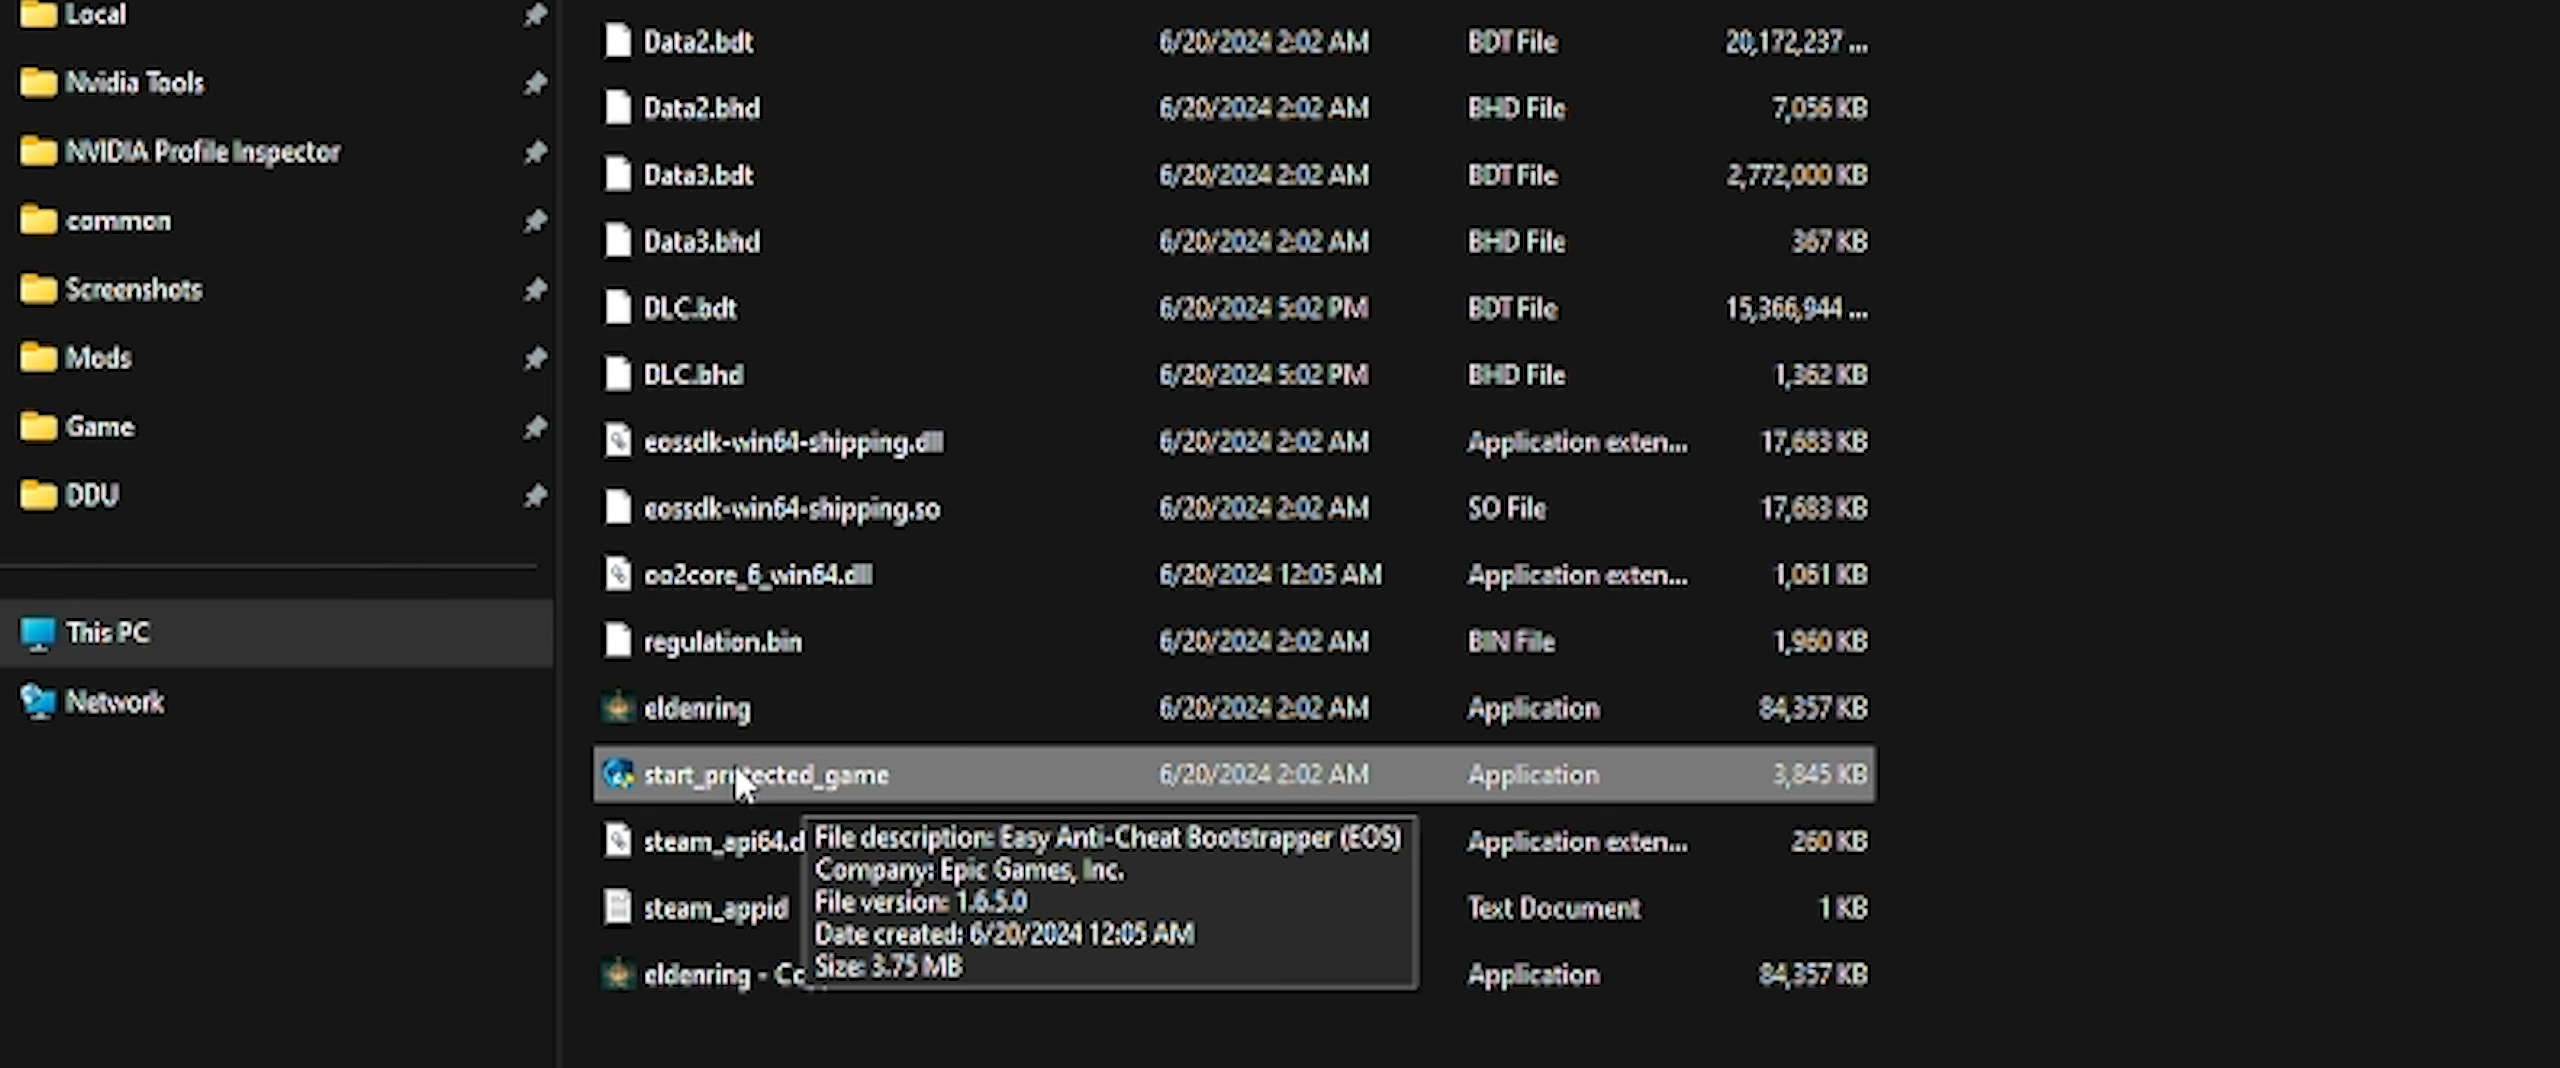 Local
Nvidia Tools
NVIDIA Profile Inspector
common
Screenshots
Mods
Game
DDU
This PC
Network
Data2.bdt 6/20/2024 2:02 AM BDT File 20,172,237 ...
Data2.bhd 6/20/2024 2:02 AM BHD File 7,056 KB
Data3.bdt 6/20/2024 2:02 AM BDT File 2,772,000 KB
Data3.bhd 6/20/2024 2:02 AM BHD File 367 KB
DLC.bdt 6/20/2024 5:02 PM BDT File 15,366,944 ...
DLC.bhd 6/20/2024 5:02 PM BHD File 1,362 KB
eossdk-win64-shipping.dll 6/20/2024 2:02 AM Application exten... 17,683 KB
eossdk-win64-shipping.so 6/20/2024 2:02 AM SO File 17,683 KB
oo2core_6_win64.dll 6/20/2024 12:05 AM Application exten... 1,061 KB
regulation.bin 6/20/2024 2:02 AM BIN File 1,960 KB
eldenring 6/20/2024 2:02 AM Application 84,357 KB
start_protected_game 6/20/2024 2:02 AM Application 3,845 KB
steam_api64.d Application exten... 260 KB
steam_appid Text Document 1 KB
eldenring - Co Application 84,357 KB
File description: Easy Anti-Cheat Bootstrapper (EOS)
Company: Epic Games, Inc.
File version: 1.6.5.0
Date created: 6/20/2024 12:05 AM
Size: 3.75 MB